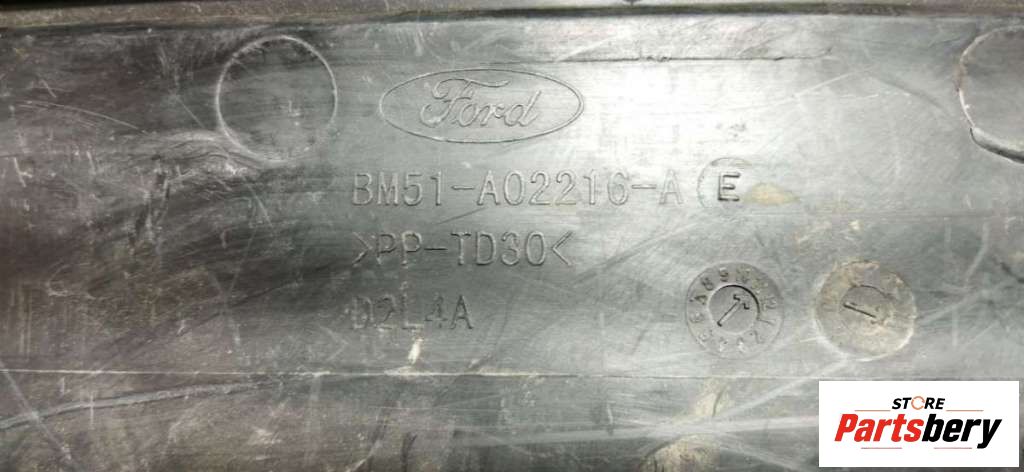 Ford
BM51-A02216-A E
>PP-TD30<
D2L4A
STORE
Partsbery